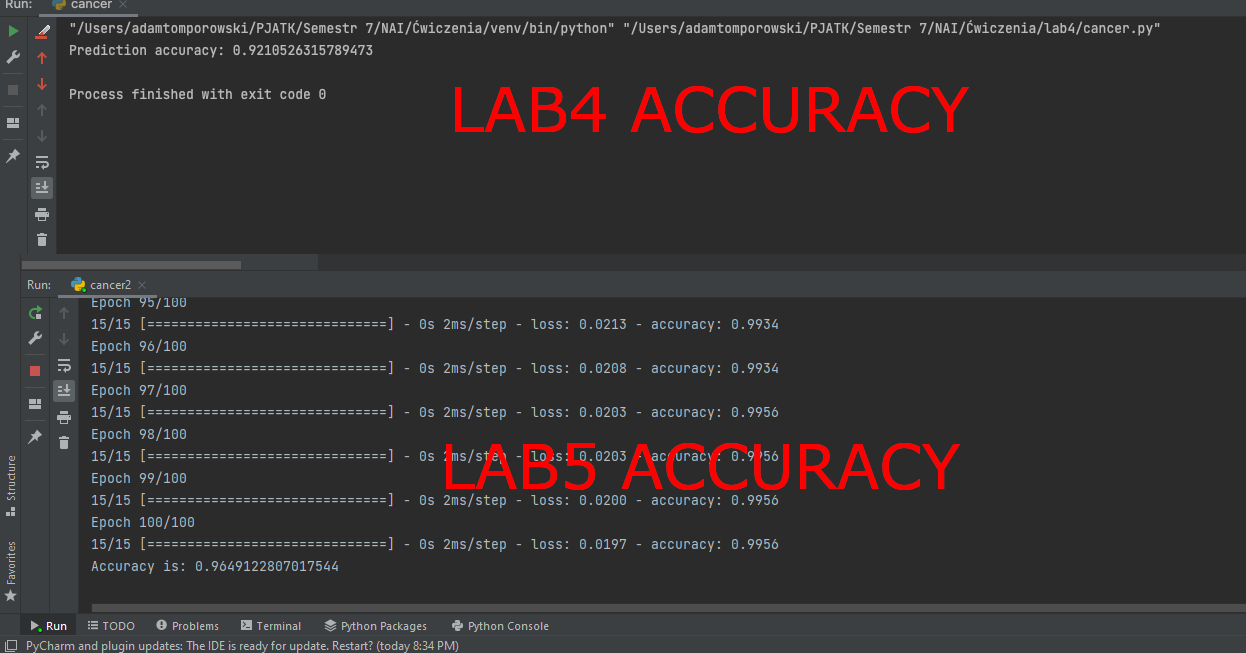 Run: cancer
"/Users/adamtomporowski/PJATK/Semestr 7/NAI/Ćwiczenia/venv/bin/python" "/Users/adamtomporowski/PJATK/Semestr 7/NAI/Ćwiczenia/lab4/cancer.py"
Prediction accuracy: 0.9210526315789473
Process finished with exit code 0
LAB4 ACCURACY
Run: cancer2
Epoch 95/100
15/15 [==============================] - 0s 2ms/step - loss: 0.0213 - accuracy: 0.9934
Epoch 96/100
15/15 [==============================] - 0s 2ms/step - loss: 0.0208 - accuracy: 0.9934
Epoch 97/100
15/15 [==============================] - 0s 2ms/step - loss: 0.0203 - accuracy: 0.9956
Epoch 98/100
15/15 [==============================] - 0s 2ms/step - loss: 0.0203 - accuracy: 0.9956
LAB5 ACCURACY
Epoch 99/100
15/15 [==============================] - 0s 2ms/step - loss: 0.0200 - accuracy: 0.9956
Epoch 100/100
15/15 [==============================] - 0s 2ms/step - loss: 0.0197 - accuracy: 0.9956
Accuracy is: 0.9649122807017544
Structure
Favorites
Run TODO Problems Terminal Python Packages Python Console
PyCharm and plugin updates: The IDE is ready for update. Restart? (today 8:34 PM)